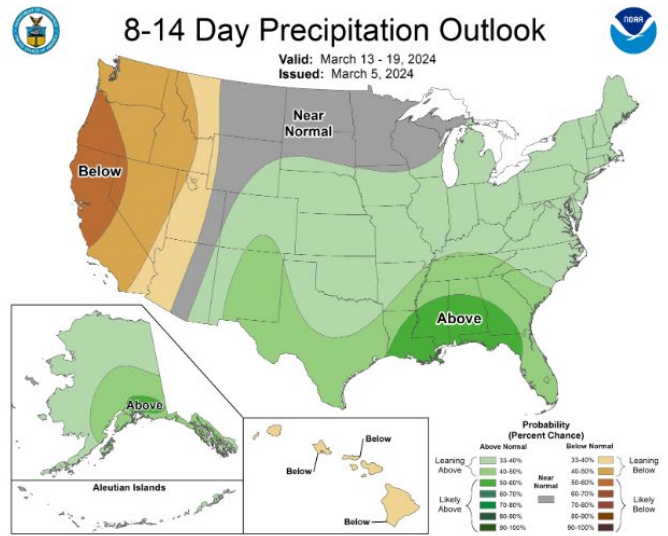 8-14 Day Precipitation Outlook
Valid: March 13 - 19, 2024
Issued: March 5, 2024
NOAA
Near
Normal
Below
Above
Above
Aleutian Islands
Below
Below
Below
Probability
(Percent Chance)
Above Normal
Below Normal
Leaning
Above
33-40%
40-50%
50-60%
Likely
Above
60-70%
70-80%
80-90%
90-100%
Near
Normal
33-40%
40-50%
50-60%
Leaning
Below
60-70%
70-80%
80-90%
90-100%
Likely
Below